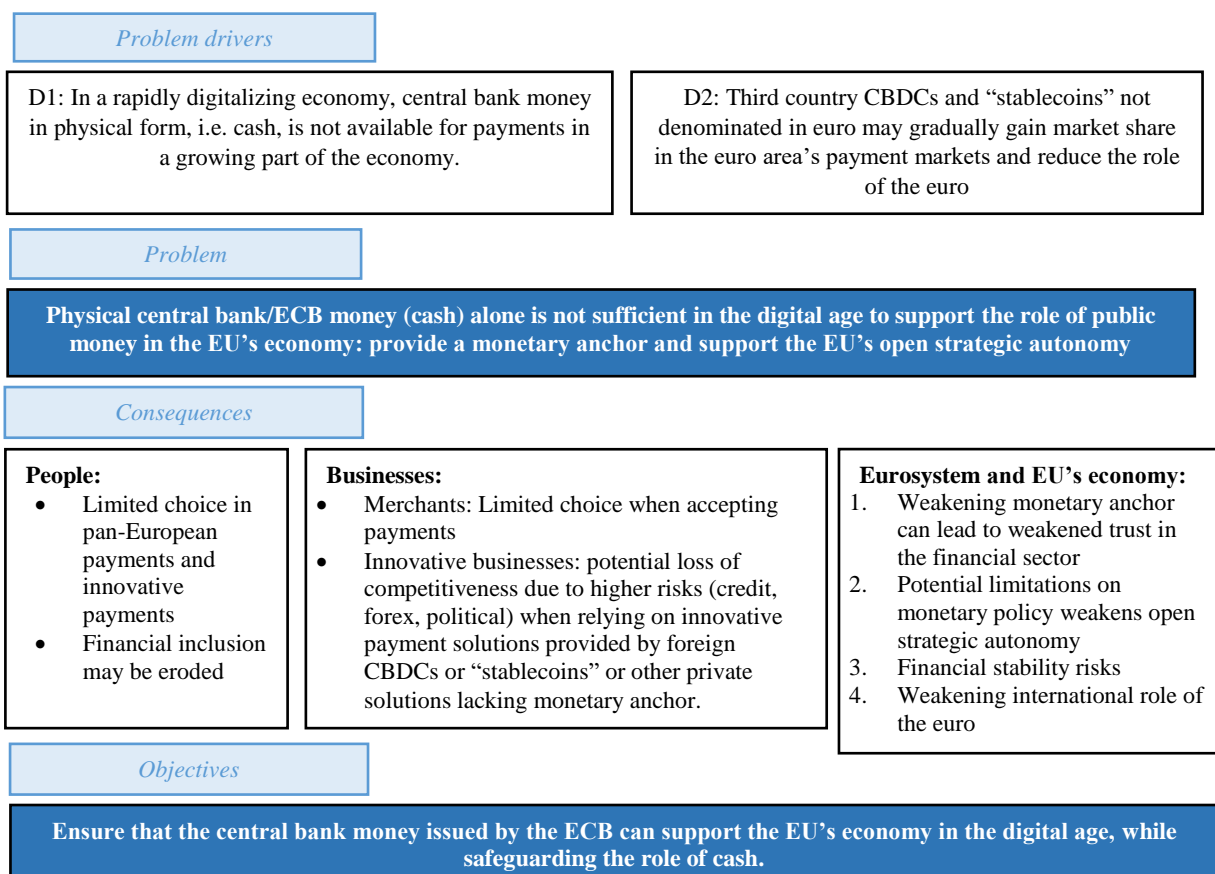 Problem drivers
D1: In a rapidly digitalizing economy, central bank money
in physical form, i.e. cash, is not available for payments in
a growing part of the economy.
D2: Third country CBDCs and “stablecoins” not
denominated in euro may gradually gain market share
in the euro area’s payment markets and reduce the role
of the euro
Problem
Physical central bank/ECB money (cash) alone is not sufficient in the digital age to support the role of public
money in the EU’s economy: provide a monetary anchor and support the EU’s open strategic autonomy
Consequences
People:
• Limited choice in
pan-European
payments and
innovative
payments
• Financial inclusion
may be eroded
Businesses:
• Merchants: Limited choice when accepting
payments
• Innovative businesses: potential loss of
competitiveness due to higher risks (credit,
forex, political) when relying on innovative
payment solutions provided by foreign
CBDCs or “stablecoins” or other private
solutions lacking monetary anchor.
Eurosystem and EU’s economy:
1. Weakening monetary anchor
can lead to weakened trust in
the financial sector
2. Potential limitations on
monetary policy weakens open
strategic autonomy
3. Financial stability risks
4. Weakening international role of
the euro
Objectives
Ensure that the central bank money issued by the ECB can support the EU’s economy in the digital age, while
safeguarding the role of cash.